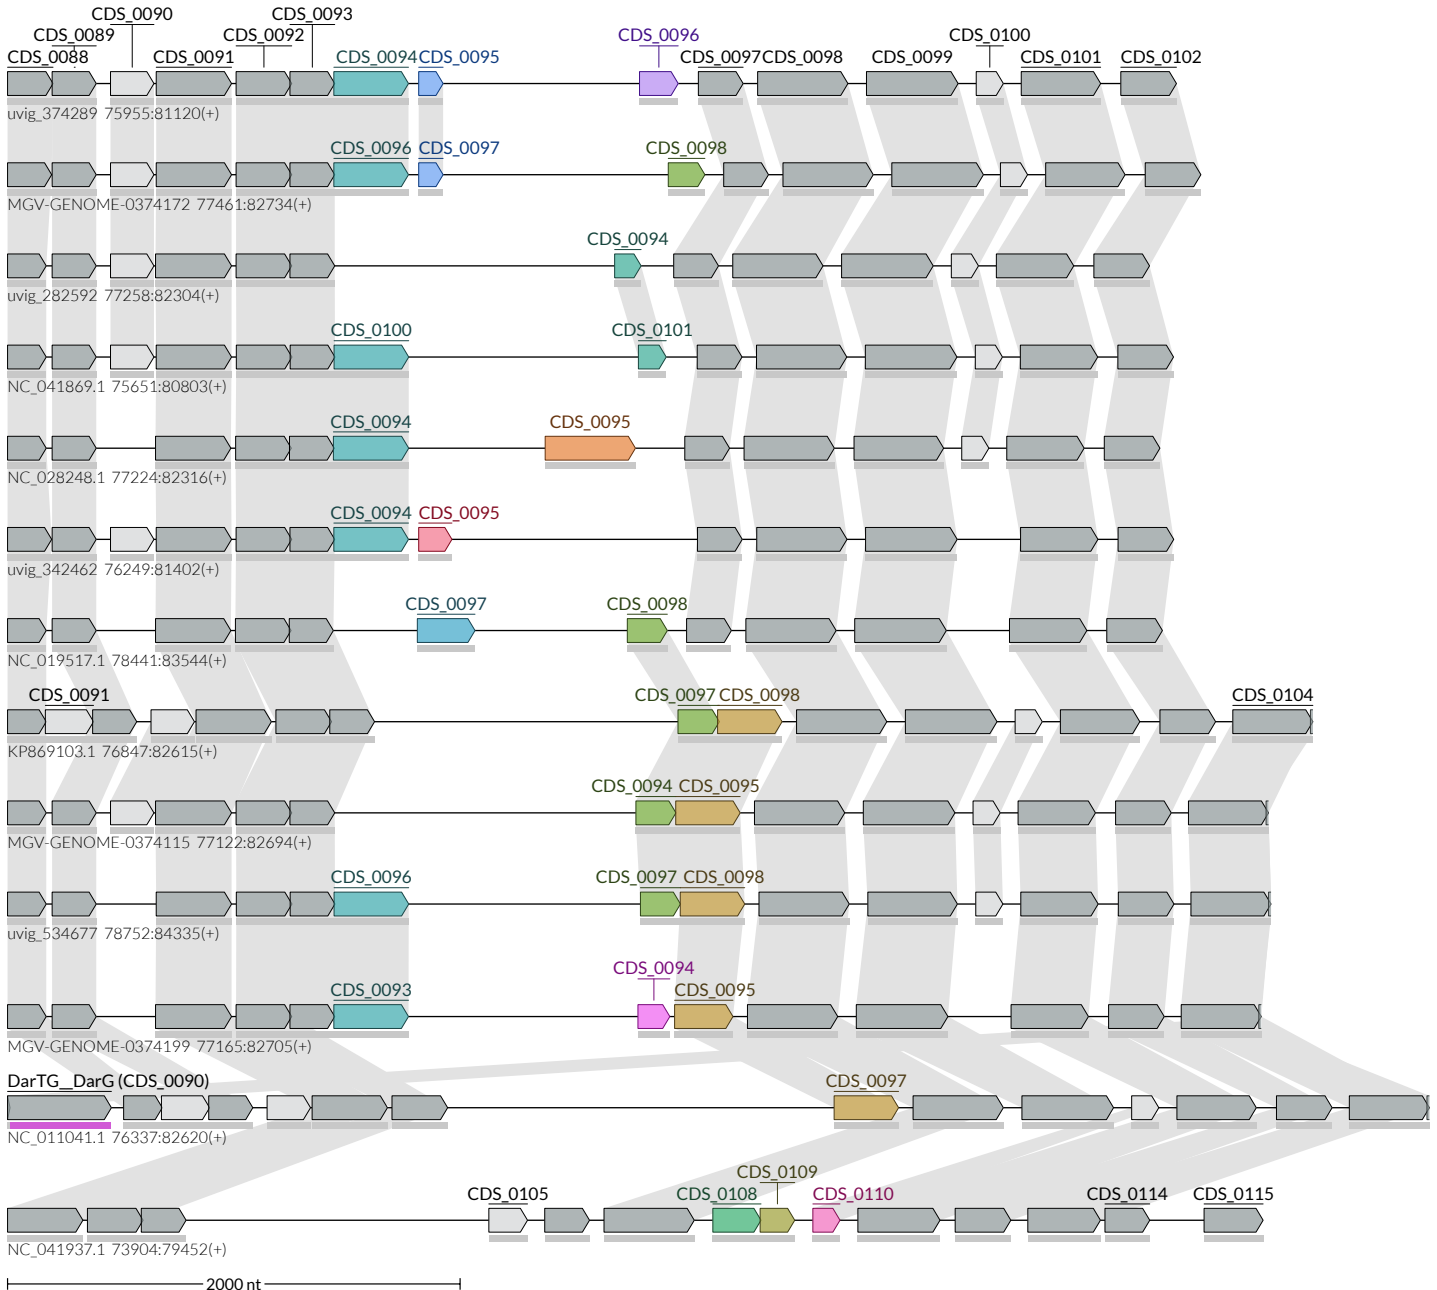 CDS_0093
CDS_0090
CDS_0089 CDS_0092 CDS_0096 CDS_0100
CDS_0088 CDS_0091 CDS_0094 CDS_0095 CDS_0097 CDS_0098 CDS_0099 CDS_0101 CDS_0102
uvig_374289 75955:81120(+)
CDS_0096 CDS_0097 CDS_0098
MGV-GENOME-0374172 77461:82734(+)
CDS_0094
uvig_282592 77258:82304(+)
CDS_0100 CDS_0101
NC_041869.1 75651:80803(+)
CDS_0094 CDS_0095
NC_028248.1 77224:82316(+)
CDS_0094 CDS_0095
uvig_342462 76249:81402(+)
CDS_0097 CDS_0098
NC_019517.1 78441:83544(+)
CDS_0091 CDS_0097 CDS_0098 CDS_0104
KP869103.1 76847:82615(+)
CDS_0094 CDS_0095
MGV-GENOME-0374115 77122:82694(+)
CDS_0096 CDS_0097 CDS_0098
uvig_534677 78752:84335(+)
CDS_0094
CDS_0093 CDS_0095
MGV-GENOME-0374199 77165:82705(+)
DarTG__DarG (CDS_0090) CDS_0097
NC_011041.1 76337:82620(+)
CDS_0109
CDS_0105 CDS_0108 CDS_0110 CDS_0114 CDS_0115
NC_041937.1 73904:79452(+)
2000 nt